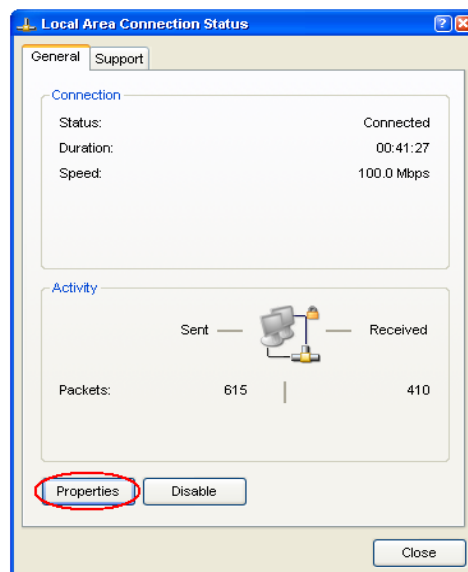 Local Area Connection Status
General Support
Connection
Status: Connected
Duration: 00:41:27
Speed: 100.0 Mbps
Activity
Sent — — Received
Packets: 615 | 410
Properties Disable
Close